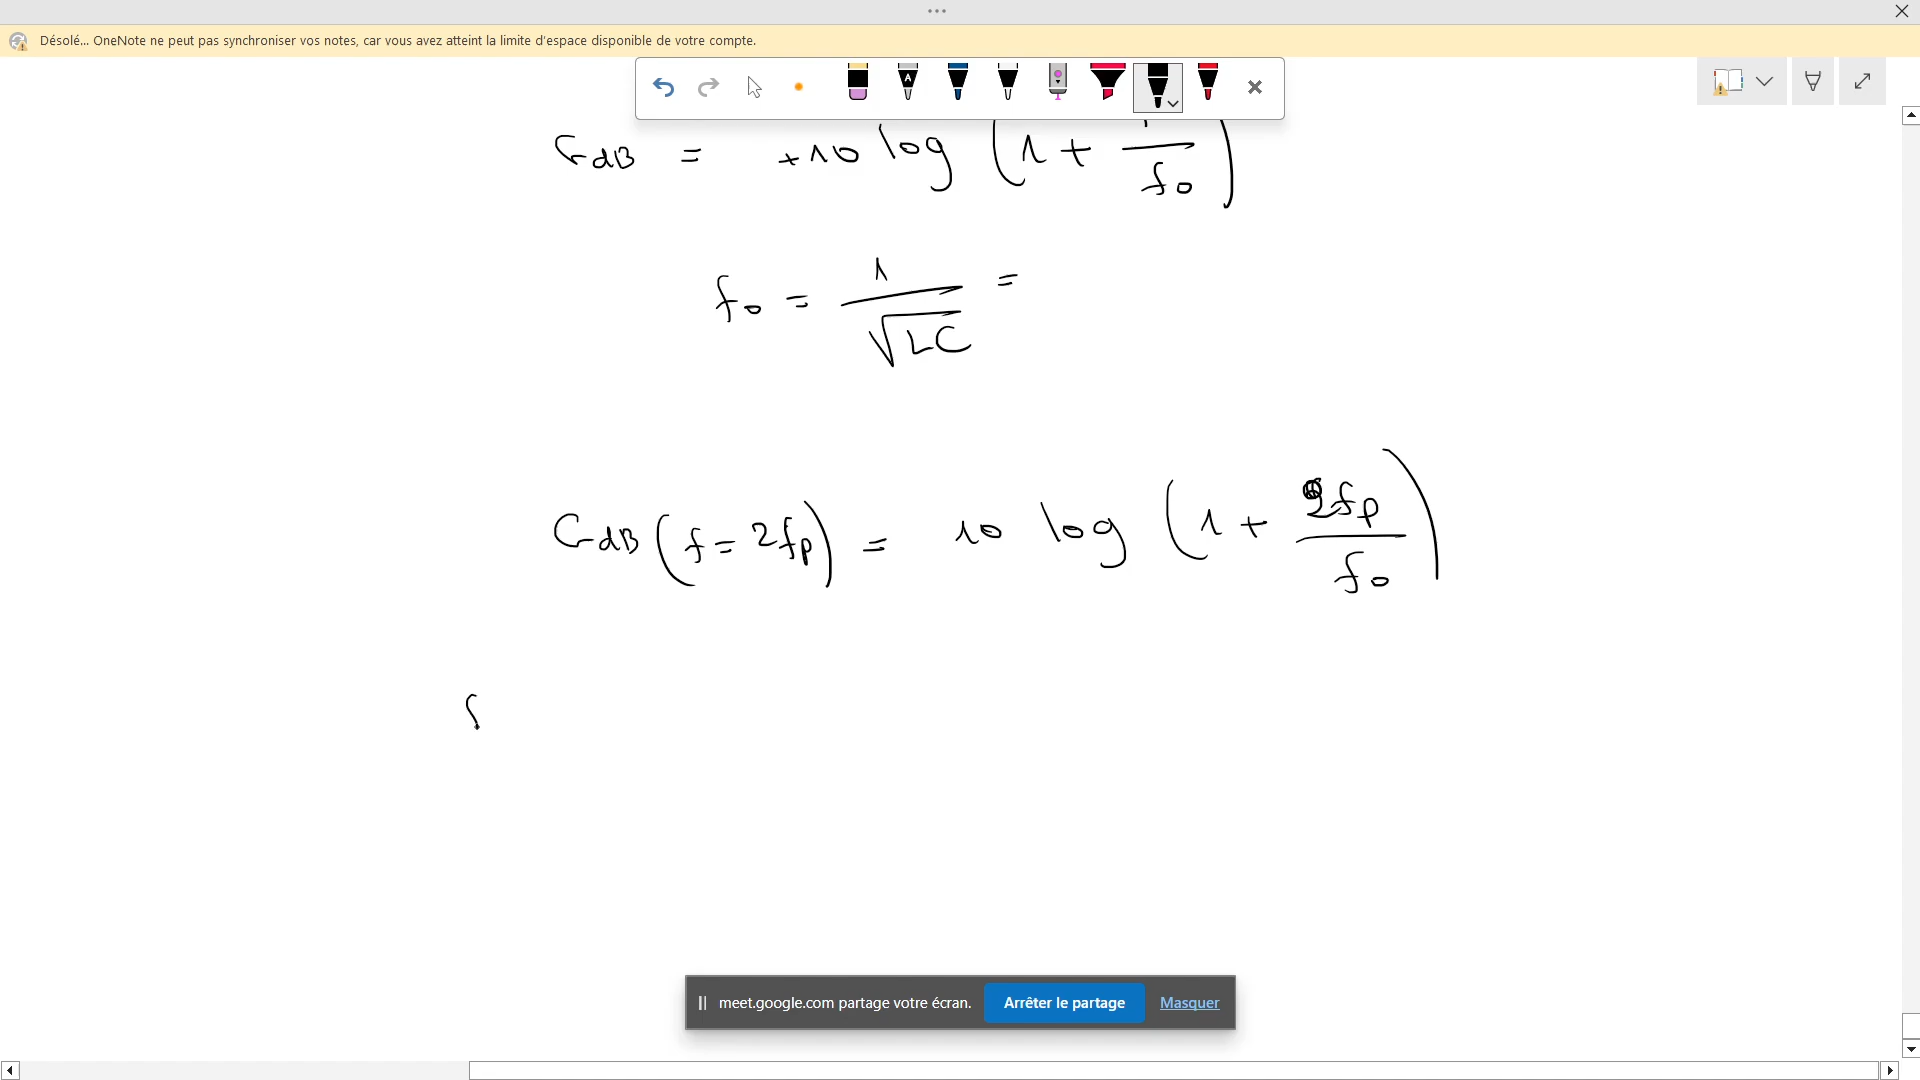 Désolé... OneNote ne peut pas synchroniser vos notes, car vous avez atteint la limite d'espace disponible de votre compte.
A
GdB = +10 log (1 + / f0)
f0 = 1 / √LC =
GdB (f = 2fp) = 10 log (1 + 2fp / f0)
meet.google.com partage votre écran. Arrêter le partage Masquer